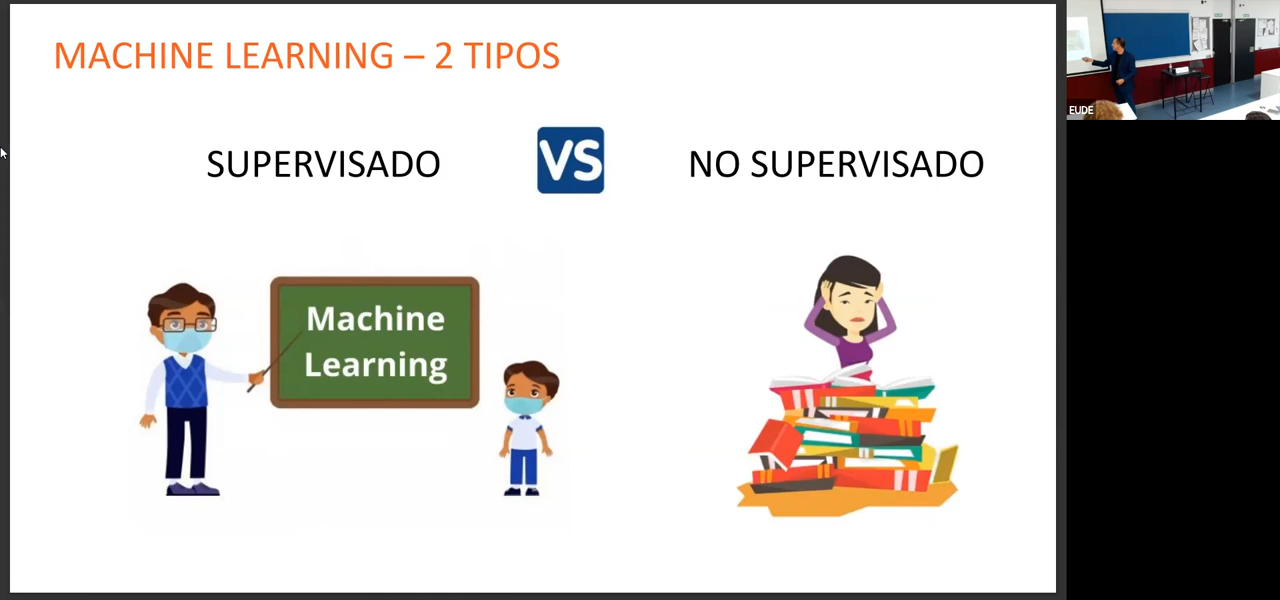 MACHINE LEARNING – 2 TIPOS
SUPERVISADO
VS
NO SUPERVISADO
Machine
Learning
EUDE